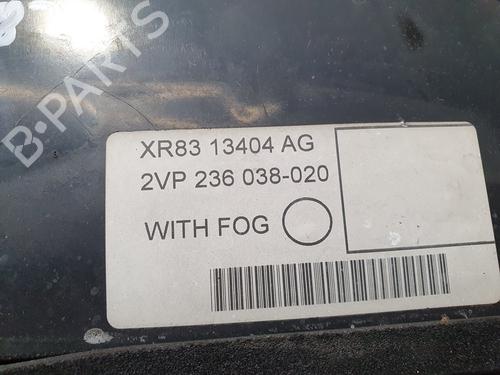 B-PARTS
XR83 13404 AG
2VP 236 038-020
WITH FOG